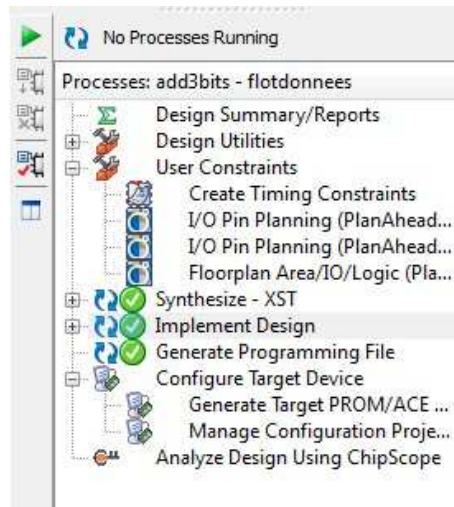 No Processes Running
Processes: add3bits - flotdonnees
Design Summary/Reports
Design Utilities
User Constraints
Create Timing Constraints
I/O Pin Planning (PlanAhead...
I/O Pin Planning (PlanAhead...
Floorplan Area/IO/Logic (Pla...
Synthesize - XST
Implement Design
Generate Programming File
Configure Target Device
Generate Target PROM/ACE ...
Manage Configuration Proje...
Analyze Design Using ChipScope